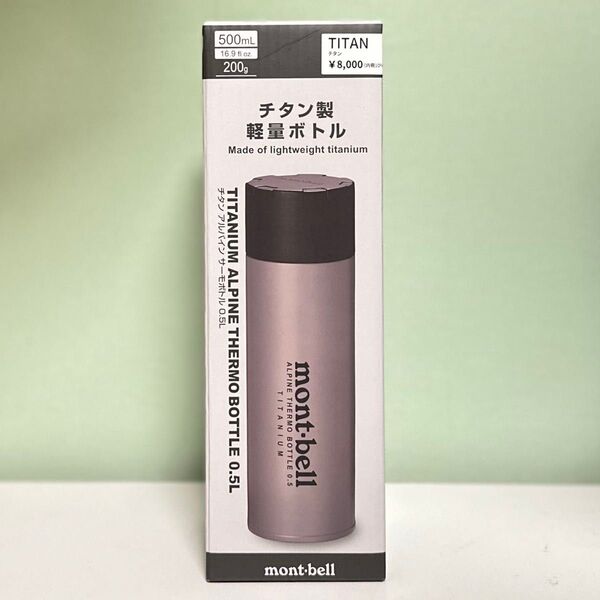 500mL
16.9 fl oz.
200g
TITAN
チタン
¥8,000
チタン製
軽量ボトル
Made of lightweight titanium
TITANIUM ALPINE THERMO BOTTLE 0.5L
チタン アルパイン サーモボトル 0.5L
mont-bell
ALPINE THERMO BOTTLE 0.5
TITANIUM
mont-bell